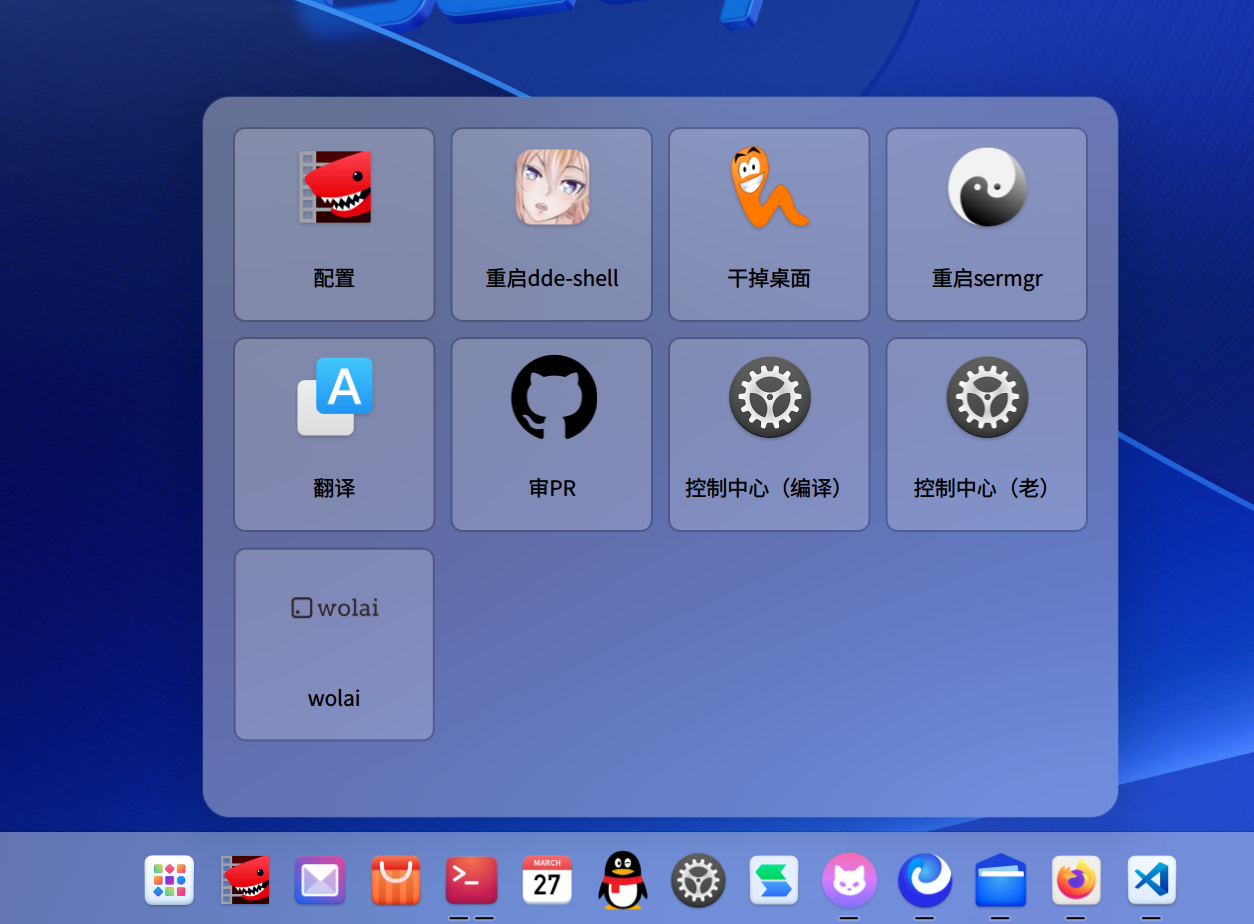 配置
重启dde-shell
干掉桌面
重启sermgr
A
翻译
审PR
控制中心（编译）
控制中心（老）
wolai
wolai
MARCH
27